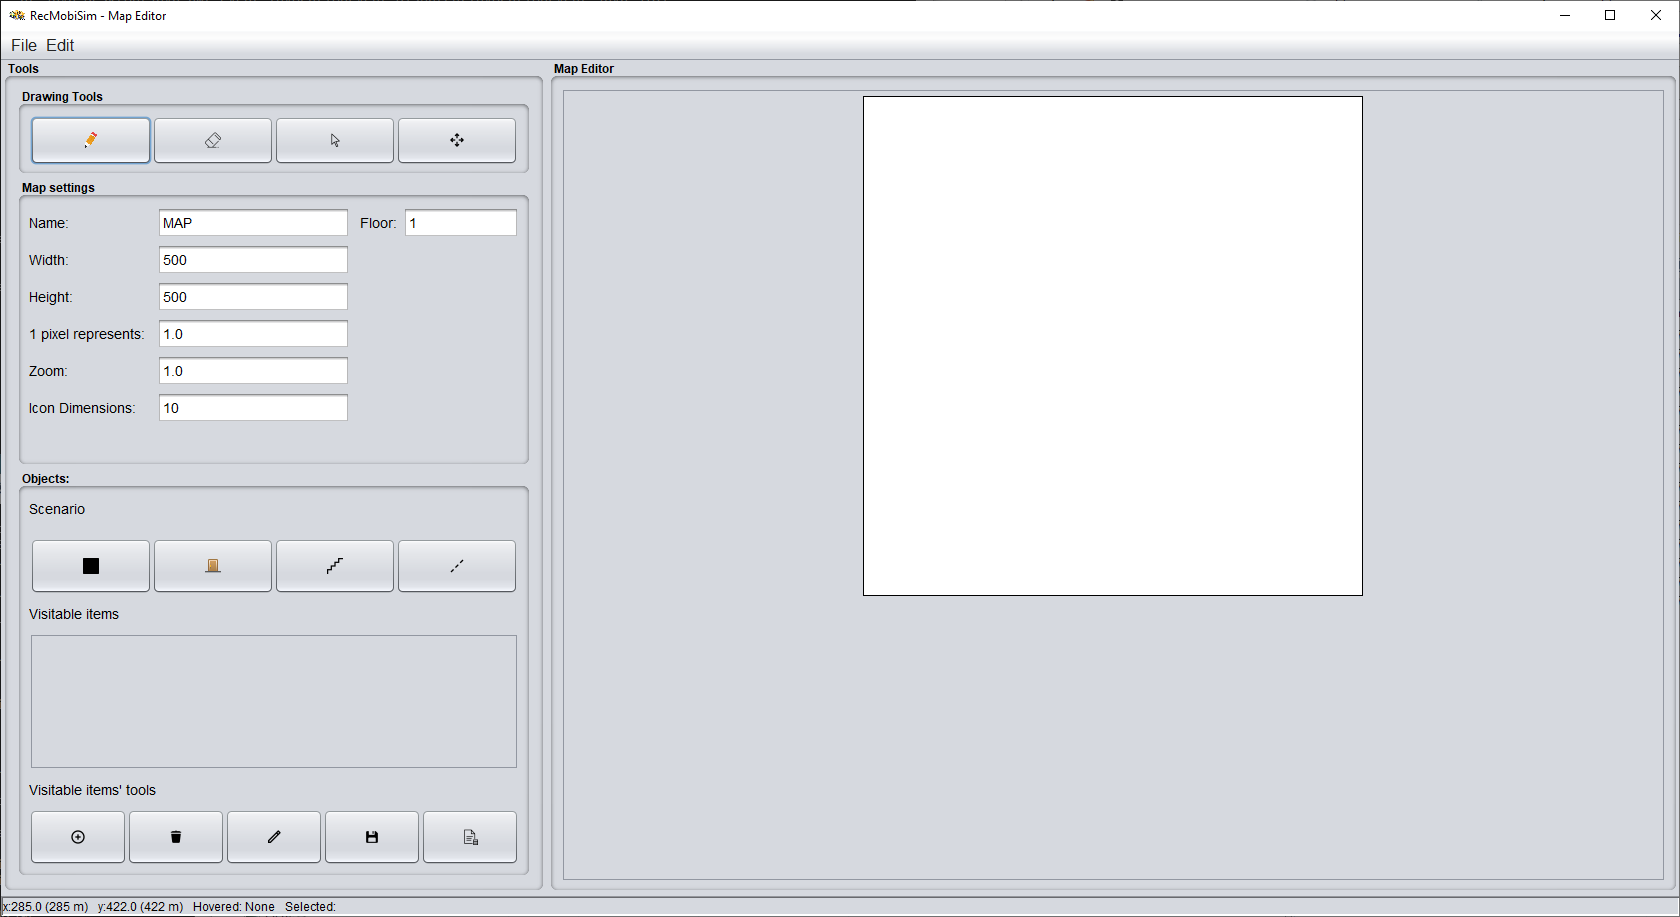 RecMobiSim - Map Editor
File Edit
Tools
Map Editor
Drawing Tools
Map settings
Name: MAP Floor: 1
Width: 500
Height: 500
1 pixel represents: 1.0
Zoom: 1.0
Icon Dimensions: 10
Objects:
Scenario
Visitable items
Visitable items' tools
x:285.0 (285 m) y:422.0 (422 m) Hovered: None Selected: